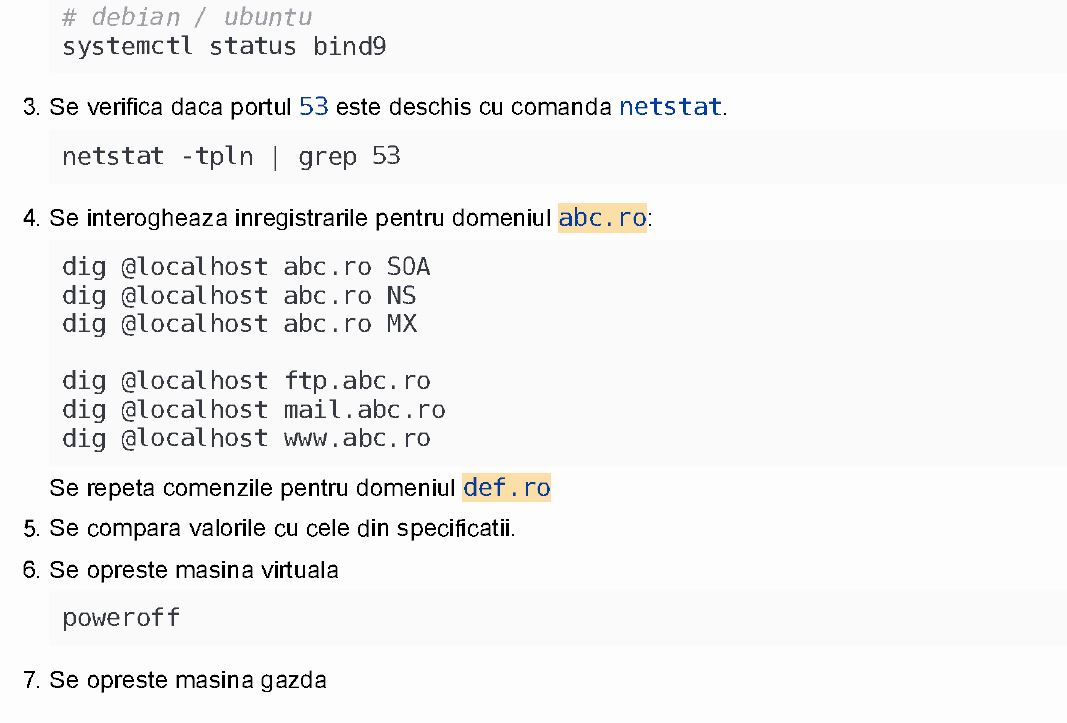 # debian / ubuntu
systemctl status bind9
3. Se verifica daca portul 53 este deschis cu comanda netstat.
netstat -tpln | grep 53
4. Se interogheaza inregistrarile pentru domeniul abc.ro:
dig @localhost abc.ro SOA
dig @localhost abc.ro NS
dig @localhost abc.ro MX
dig @localhost ftp.abc.ro
dig @localhost mail.abc.ro
dig @localhost www.abc.ro
Se repeta comenzile pentru domeniul def.ro
5. Se compara valorile cu cele din specificatii.
6. Se opreste masina virtuala
poweroff
7. Se opreste masina gazda